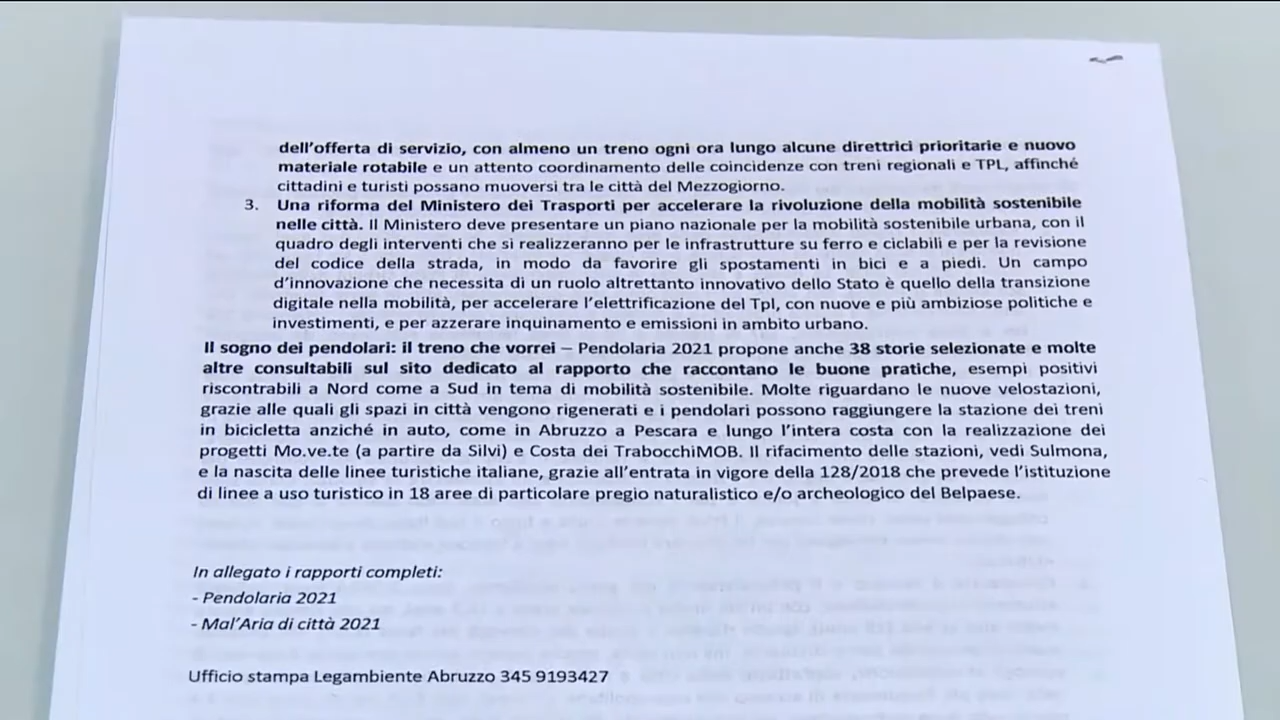 dell'offerta di servizio, con almeno un treno ogni ora lungo alcune direttrici prioritarie e nuovo
materiale rotabile e un attento coordinamento delle coincidenze con treni regionali e TPL, affinché
cittadini e turisti possano muoversi tra le città del Mezzogiorno.
3. Una riforma del Ministero dei Trasporti per accelerare la rivoluzione della mobilità sostenibile
nelle città. Il Ministero deve presentare un piano nazionale per la mobilità sostenibile urbana, con il
quadro degli interventi che si realizzeranno per le infrastrutture su ferro e ciclabili e per la revisione
del codice della strada, in modo da favorire gli spostamenti in bici e a piedi. Un campo
d'innovazione che necessita di un ruolo altrettanto innovativo dello Stato è quello della transizione
digitale nella mobilità, per accelerare l'elettrificazione del Tpl, con nuove e più ambiziose politiche e
investimenti, e per azzerare inquinamento e emissioni in ambito urbano.
Il sogno dei pendolari: il treno che vorrei – Pendolaria 2021 propone anche 38 storie selezionate e molte
altre consultabili sul sito dedicato al rapporto che raccontano le buone pratiche, esempi positivi
riscontrabili a Nord come a Sud in tema di mobilità sostenibile. Molte riguardano le nuove velostazioni,
grazie alle quali gli spazi in città vengono rigenerati e i pendolari possono raggiungere la stazione dei treni
in bicicletta anziché in auto, come in Abruzzo a Pescara e lungo l'intera costa con la realizzazione dei
progetti Mo.ve.te (a partire da Silvi) e Costa dei TrabocchiMOB. Il rifacimento delle stazioni, vedi Sulmona,
e la nascita delle linee turistiche italiane, grazie all'entrata in vigore della 128/2018 che prevede l'istituzione
di linee a uso turistico in 18 aree di particolare pregio naturalistico e/o archeologico del Belpaese.
In allegato i rapporti completi:
- Pendolaria 2021
- Mal'Aria di città 2021
Ufficio stampa Legambiente Abruzzo 345 9193427